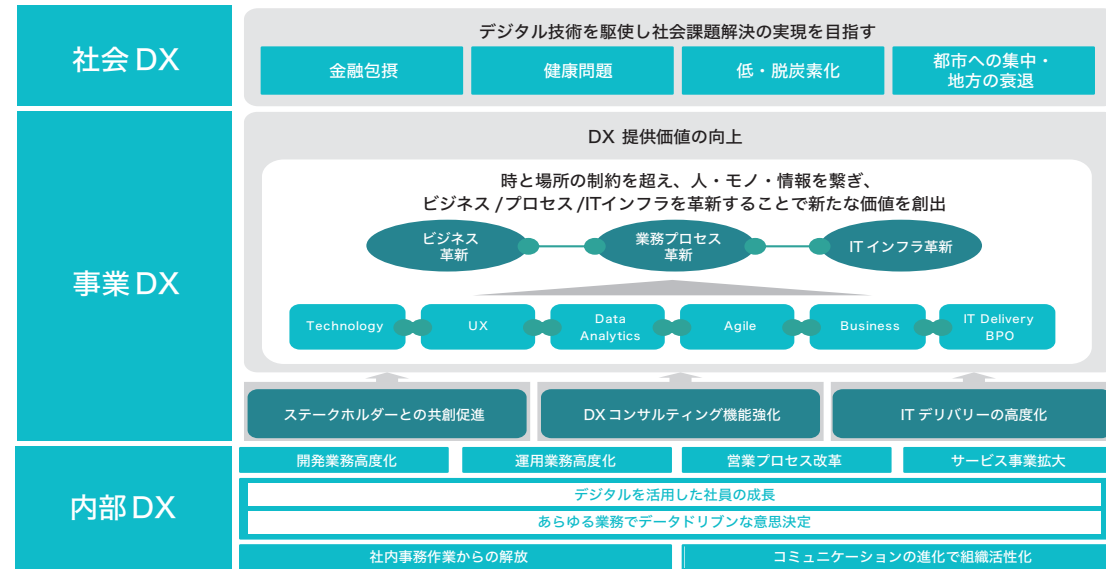 社会DX
デジタル技術を駆使し社会課題解決の実現を目指す
金融包摂
健康問題
低・脱炭素化
都市への集中・
地方の衰退
事業DX
DX 提供価値の向上
時と場所の制約を超え、人・モノ・情報を繋ぎ、
ビジネス/プロセス/ITインフラを革新することで新たな価値を創出
ビジネス
革新
業務プロセス
革新
ITインフラ革新
Technology
UX
Data
Analytics
Agile
Business
IT Delivery
BPO
ステークホルダーとの共創促進
DXコンサルティング機能強化
ITデリバリーの高度化
内部DX
開発業務高度化
運用業務高度化
営業プロセス改革
サービス事業拡大
デジタルを活用した社員の成長
あらゆる業務でデータドリブンな意思決定
社内事務作業からの解放
コミュニケーションの進化で組織活性化